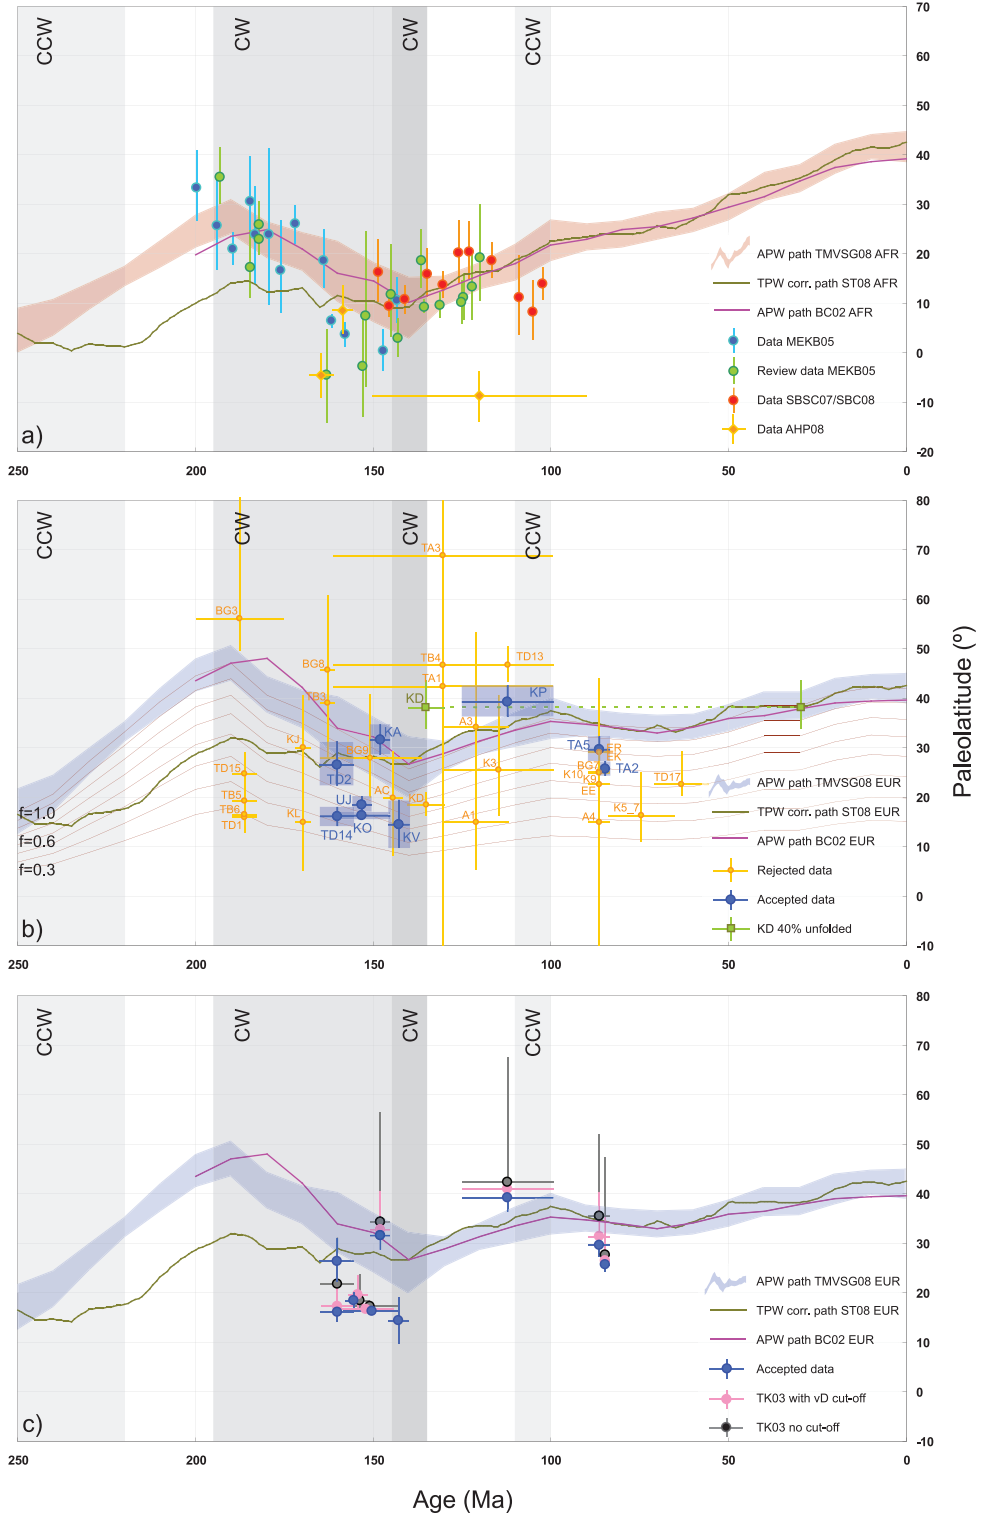 CCW
CW
CW
CCW
70
60
50
40
30
20
10
0
-10
-20
APW path TMVSG08 AFR
TPW corr. path ST08 AFR
APW path BC02 AFR
Data MEKB05
Review data MEKB05
Data SBSC07/SBC08
Data AHP08
a)
250
200
150
100
50
0
CCW
CW
CW
CCW
80
70
60
50
40
30
20
10
0
-10
Paleolatitude (º)
TA3
BG3
TB4
TD13
BG8
TA1
TB3
KD
KP
A3
KA
KJ
BG9
TA5
ER
EK
TD15
TD2
K3
BG7
TA2
K10
K9
TD17
EE
TB5
UJ
AC
KD
TB6
TD1
KL
TD14
KO
KV
A1
A4
K5_7
f=1.0
f=0.6
f=0.3
APW path TMVSG08 EUR
TPW corr. path ST08 EUR
APW path BC02 EUR
Rejected data
Accepted data
KD 40% unfolded
b)
250
200
150
100
50
0
CCW
CW
CW
CCW
80
70
60
50
40
30
20
10
0
-10
APW path TMVSG08 EUR
TPW corr. path ST08 EUR
APW path BC02 EUR
Accepted data
TK03 with vD cut-off
TK03 no cut-off
c)
250
200
150
100
50
0
Age (Ma)